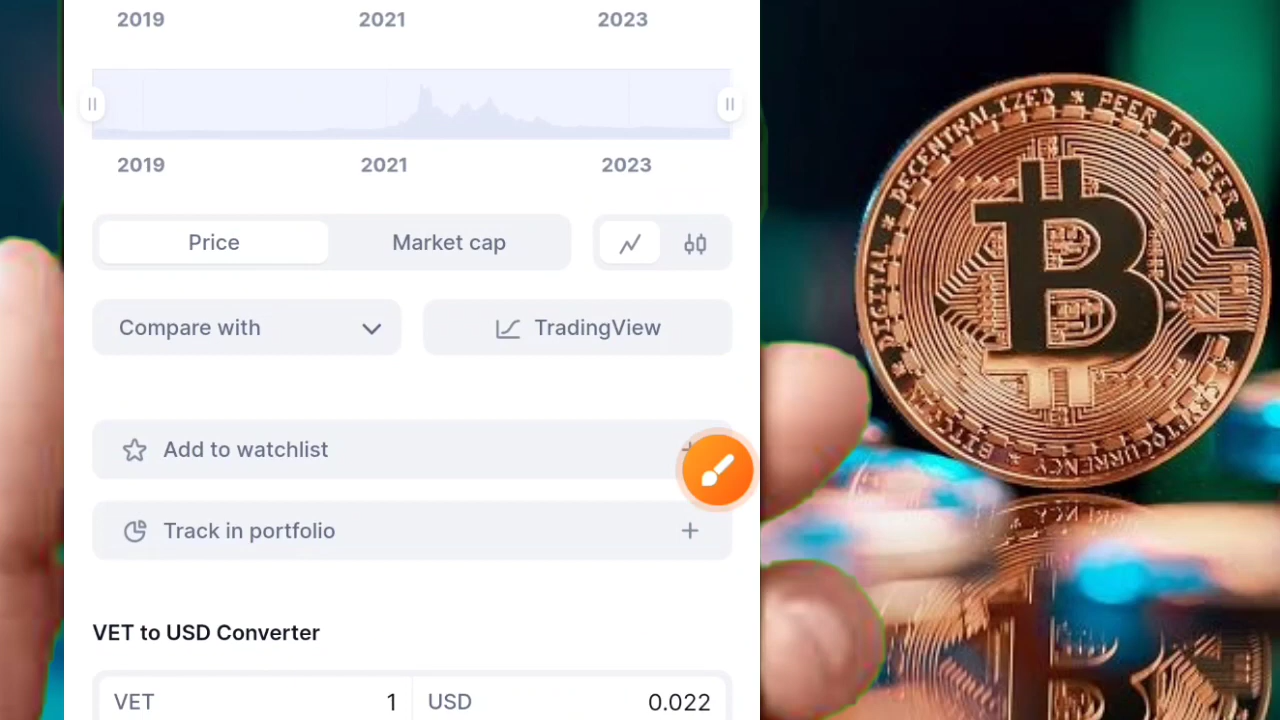 2019 2021 2023
2019 2021 2023
Price Market cap
Compare with TradingView
Add to watchlist
Track in portfolio
VET to USD Converter
VET 1 USD 0.022
DIGITAL * DECENTRALIZED * PEER TO PEER *
BITCOIN * CRYPTOCURRENCY